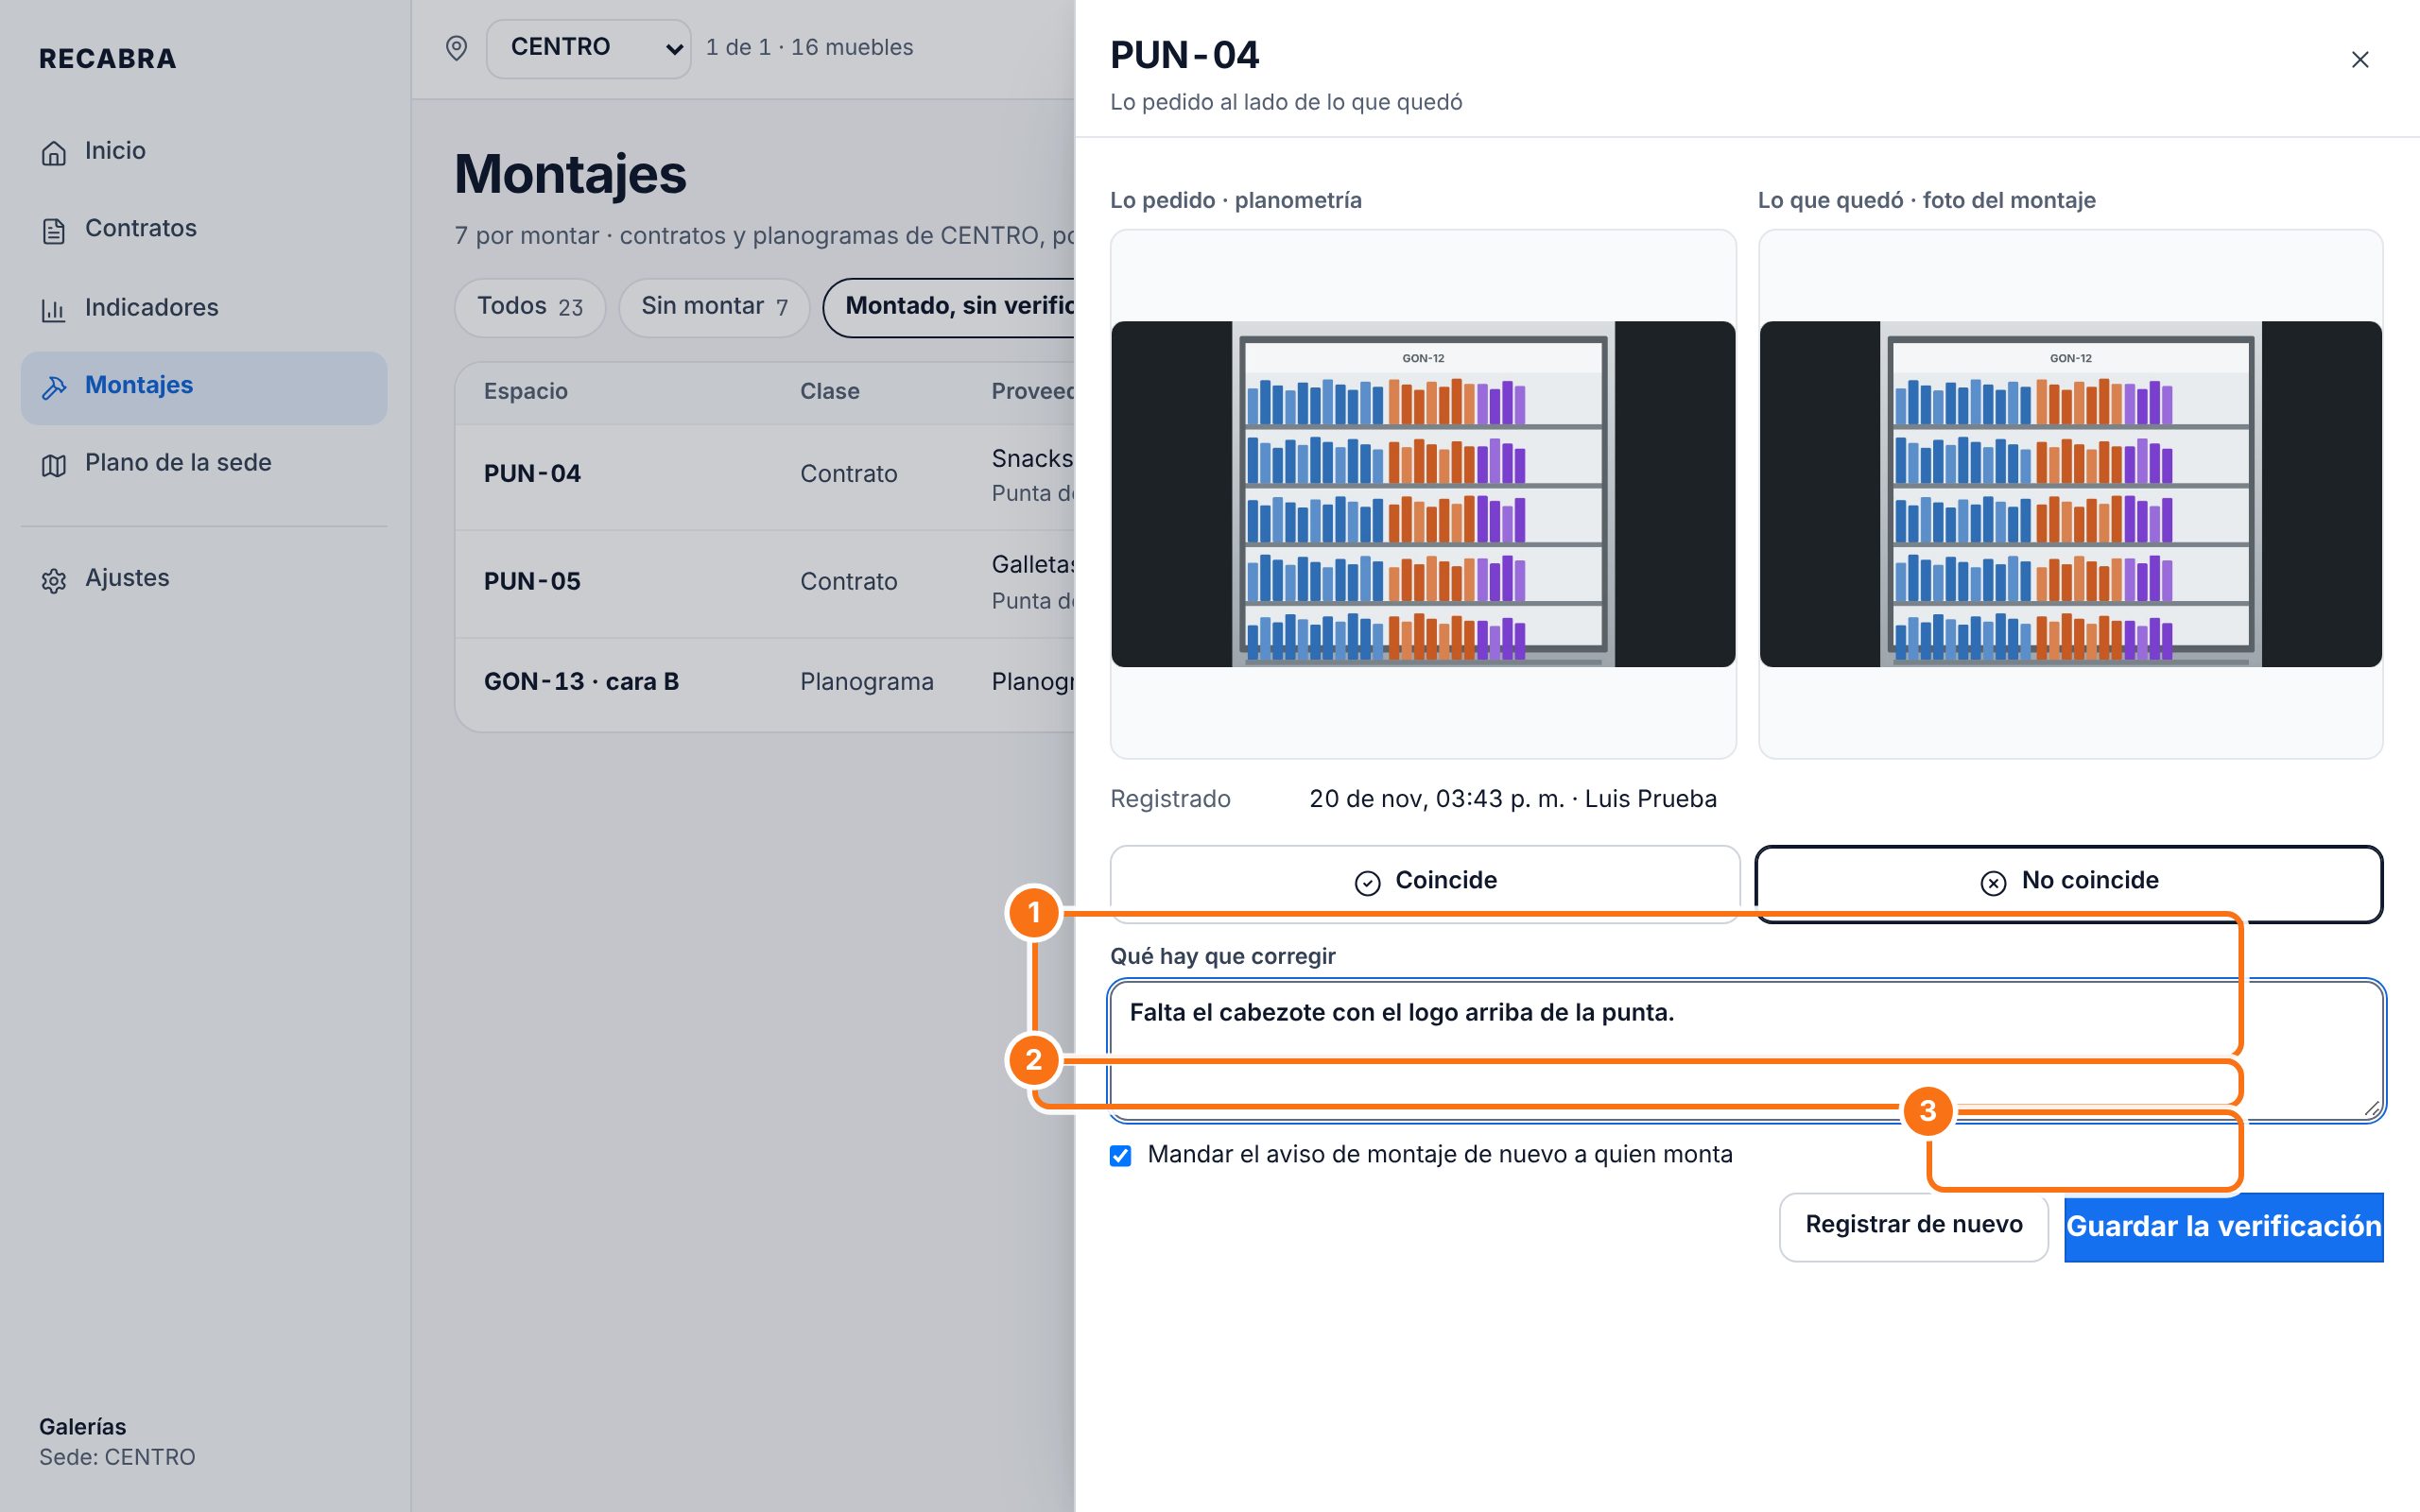 RECABRA
Inicio
Contratos
Indicadores
Montajes
Plano de la sede
Ajustes
Galerías
Sede: CENTRO
CENTRO
1 de 1 · 16 muebles
Montajes
7 por montar · contratos y planogramas de CENTRO, po
Todos 23
Sin montar 7
Montado, sin verific
Espacio Clase Proveed
PUN-04 Contrato Snacks
Punta de
PUN-05 Contrato Galletas
Punta de
GON-13 · cara B Planograma Planogr
PUN-04
Lo pedido al lado de lo que quedó
Lo pedido · planometría
GON-12
Lo que quedó · foto del montaje
GON-12
Registrado 20 de nov, 03:43 p. m. · Luis Prueba
Coincide
No coincide
1
Qué hay que corregir
Falta el cabezote con el logo arriba de la punta.
2
3
Mandar el aviso de montaje de nuevo a quien monta
Registrar de nuevo
Guardar la verificación